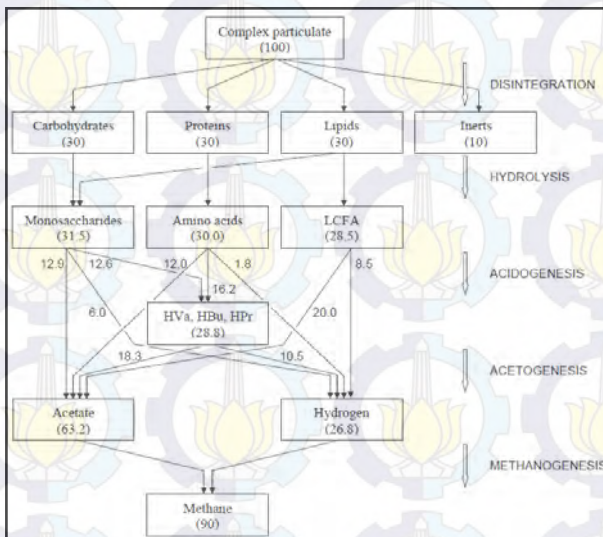 Complex particulate
(100)
DISINTEGRATION
Carbohydrates
(30)
Proteins
(30)
Lipids
(30)
Inerts
(10)
HYDROLYSIS
Monosaccharides
(31.5)
Amino acids
(30.0)
LCFA
(28.5)
12.9
12.6
12.0
1.8
8.5
ACIDOGENESIS
16.2
6.0
HVa, HBu, HPr
(28.8)
20.0
18.3
10.5
ACETOGENESIS
Acetate
(63.2)
Hydrogen
(26.8)
METHANOGENESIS
Methane
(90)